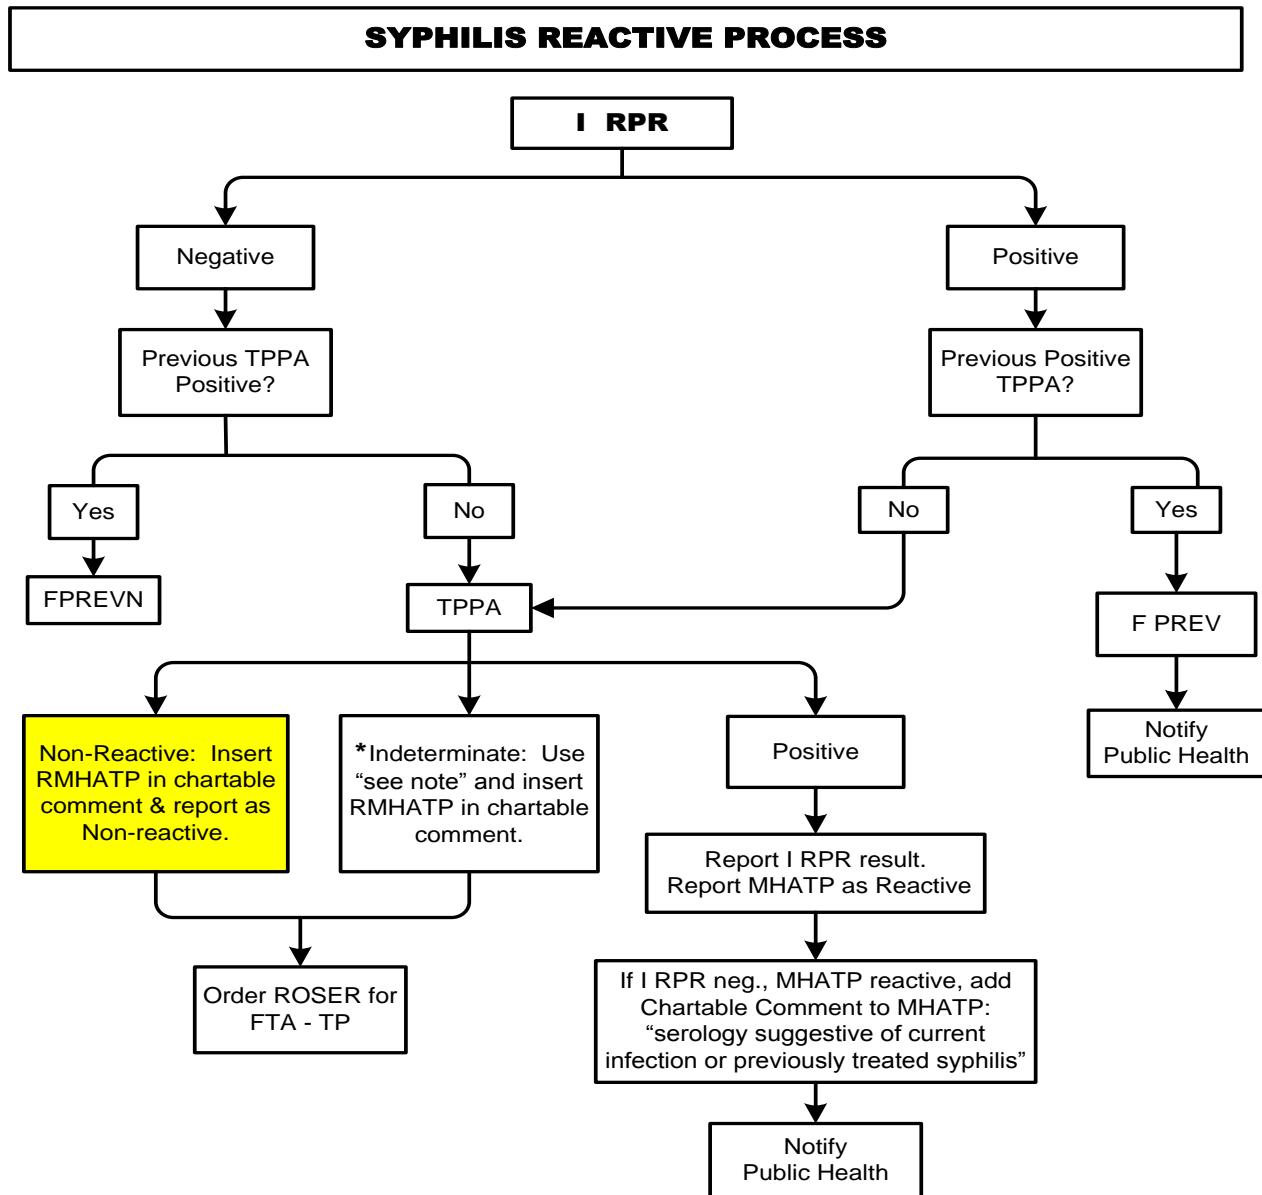 SYPHILIS REACTIVE PROCESS
I RPR
Negative
Positive
Previous TPPA
Positive?
Previous Positive
TPPA?
Yes
No
No
Yes
FPREVN
TPPA
F PREV
Non-Reactive: Insert
RMHATP in chartable
comment & report as
Non-reactive.
*Indeterminate: Use
“see note” and insert
RMHATP in chartable
comment.
Positive
Notify
Public Health
Report I RPR result.
Report MHATP as Reactive
Order ROSER for
FTA - TP
If I RPR neg., MHATP reactive, add
Chartable Comment to MHATP:
“serology suggestive of current
infection or previously treated syphilis”
Notify
Public Health